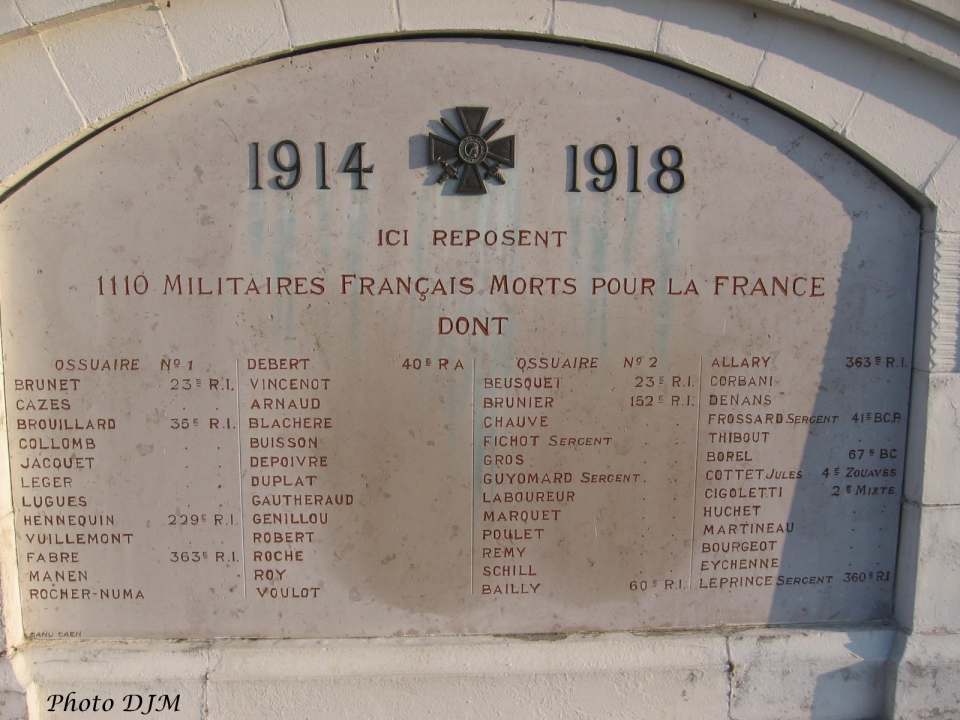 1914 1918
ICI REPOSENT
1110 MILITAIRES FRANÇAIS MORTS POUR LA FRANCE
DONT
OSSUAIRE Nº 1
BRUNET 23E R.I.
CAZES . .
BROUILLARD 35E R.I.
COLLOMB . .
JACQUET . .
LEGER . .
LUGUES . .
HENNEQUIN 229E R.I.
VUILLEMONT . .
FABRE 363E R.I.
MANEN . .
ROCHER-NUMA . .
DEBERT 40E RA
VINCENOT
ARNAUD
BLACHERE
BUISSON
DEPOIVRE
DUPLAT
GAUTHERAUD
GENILLOU
ROBERT
ROCHE
ROY
VOULOT
OSSUAIRE Nº 2
BEUSQUET 23E R.I.
BRUNIER 152E R.I.
CHAUVE . .
FICHOT SERGENT . .
GROS . .
GUYOMARD SERGENT . .
LABOUREUR . .
MARQUET . .
POULET . .
REMY . .
SCHILL . .
BAILLY 60E R.I.
ALLARY 363E R.I.
CORBANI . .
DENANS . .
FROSSARD SERGENT 41E BC.P
THIBOUT . .
BOREL 67E BC
COTTET JULES 4E ZOUAVES
CIGOLETTI 2E MIXTE
HUCHET . .
MARTINEAU . .
BOURGEOT . .
EYCHENNE . .
LEPRINCE SERGENT 360E R.I
CAEN
Photo DJM